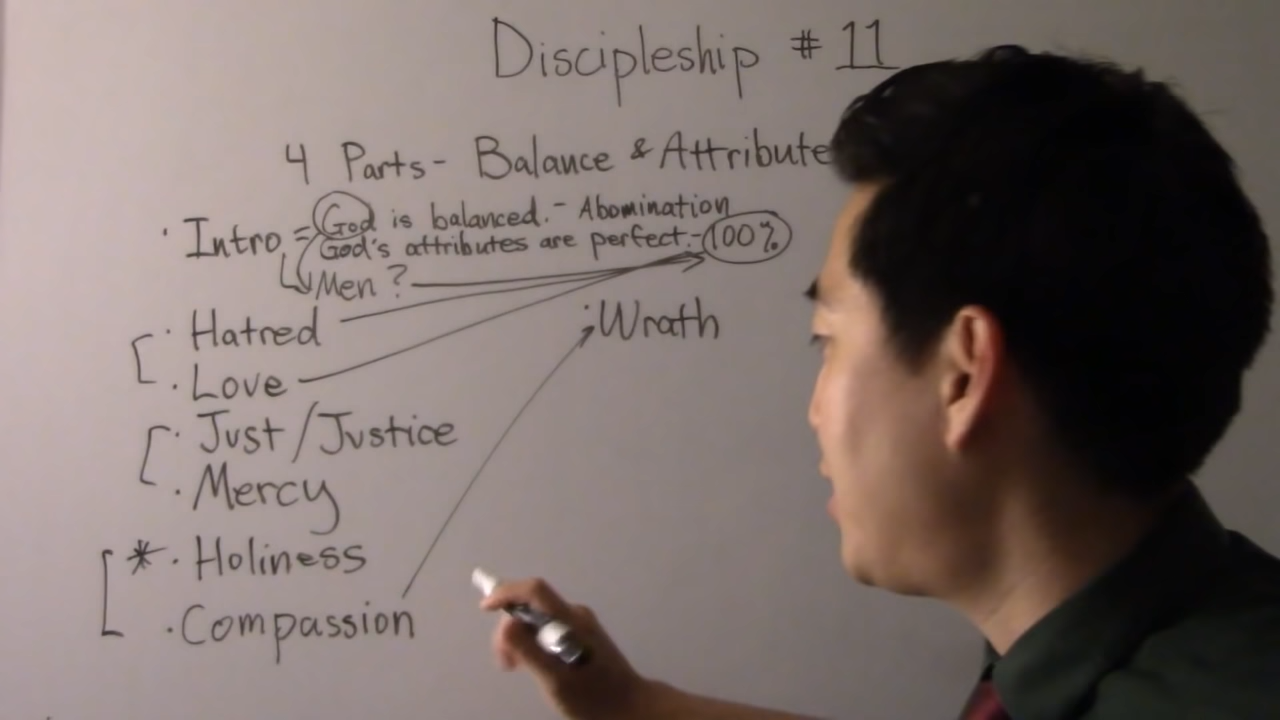 Discipleship # 11
4 Parts - Balance & Attribute
· Intro = God is balanced. - Abomination
God's attributes are perfect. - 100%
Men ?
· Hatred
· Wrath
· Love
· Just / Justice
· Mercy
* · Holiness
· Compassion